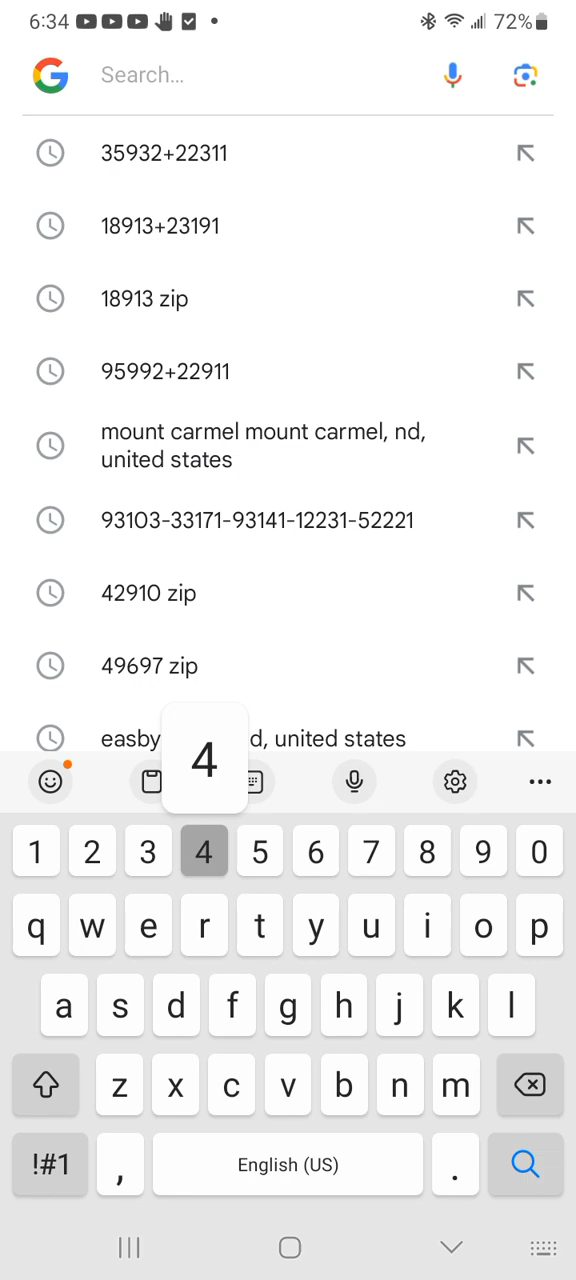 6:34 72%
Search...
35932+22311
18913+23191
18913 zip
95992+22911
mount carmel mount carmel, nd,
united states
93103-33171-93141-12231-52221
42910 zip
49697 zip
easby d, united states
4
1 2 3 4 5 6 7 8 9 0
q w e r t y u i o p
a s d f g h j k l
z x c v b n m
!#1 , English (US) .